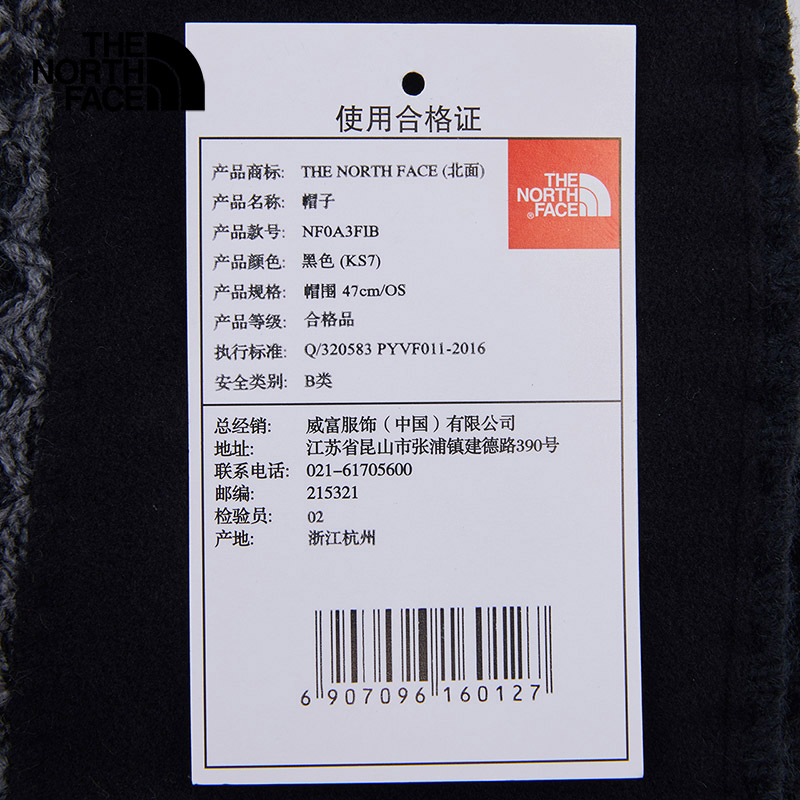 THE
NORTH
FACE
使用合格证
产品商标: THE NORTH FACE (北面)
产品名称: 帽子
产品款号: NF0A3FIB
产品颜色: 黑色 (KS7)
产品规格: 帽围 47cm/OS
产品等级: 合格品
执行标准: Q/320583 PYVF011-2016
安全类别: B类
THE
NORTH
®FACE
总经销: 威富服饰（中国）有限公司
地址: 江苏省昆山市张浦镇建德路390号
联系电话: 021-61705600
邮编: 215321
检验员: 02
产地: 浙江杭州
6 907096 160127